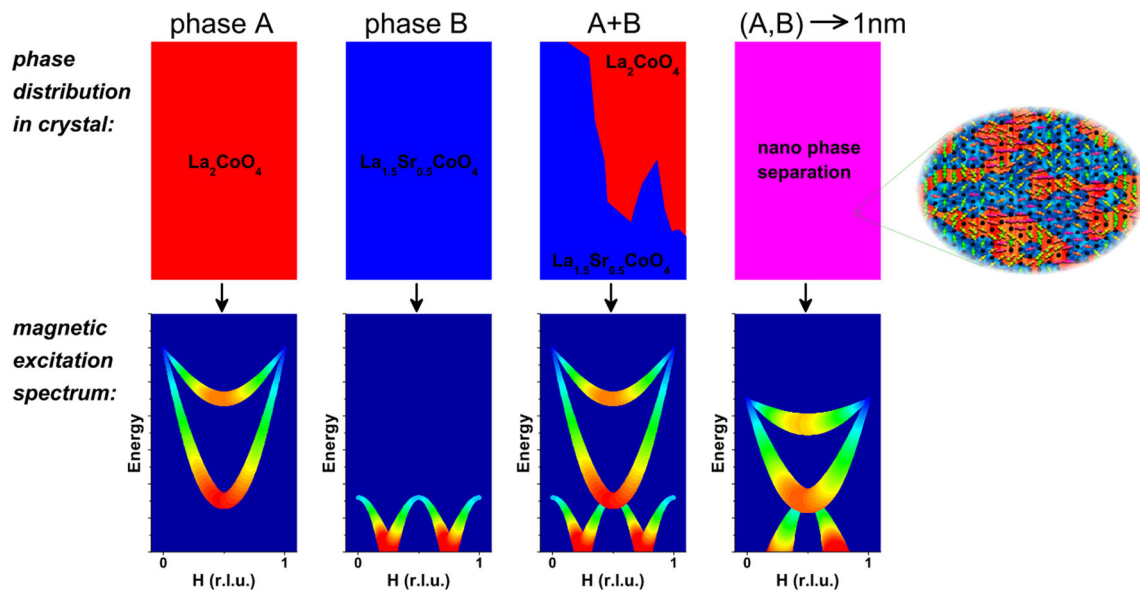 phase A
phase B
A+B
(A,B) → 1nm
phase
distribution
in crystal:
La₂CoO₄
La₁.₅Sr₀.₅CoO₄
La₂CoO₄
La₁.₅Sr₀.₅CoO₄
nano phase
separation
magnetic
excitation
spectrum:
Energy
0 1
H (r.l.u.)
Energy
0 1
H (r.l.u.)
Energy
0 1
H (r.l.u.)
Energy
0 1
H (r.l.u.)